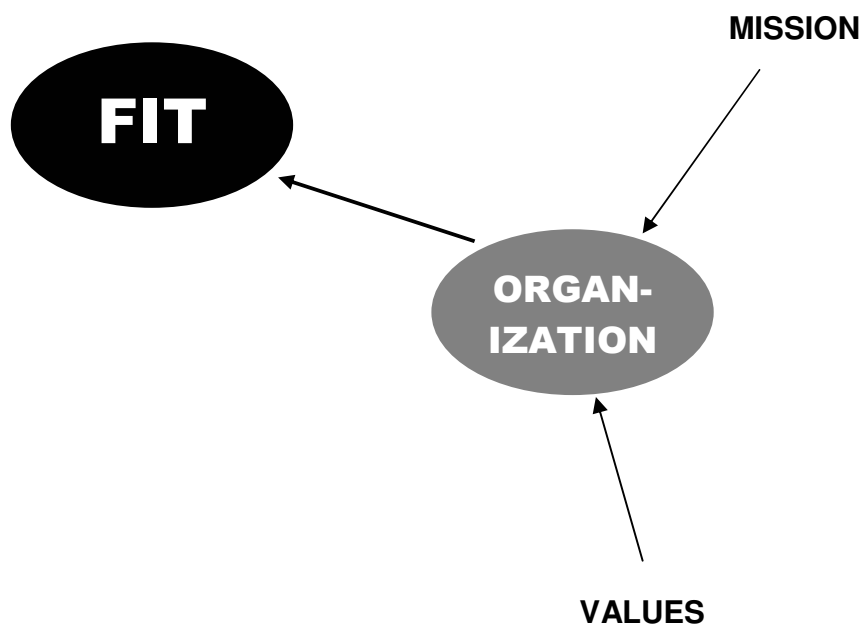 MISSION
FIT
ORGAN-
IZATION
VALUES